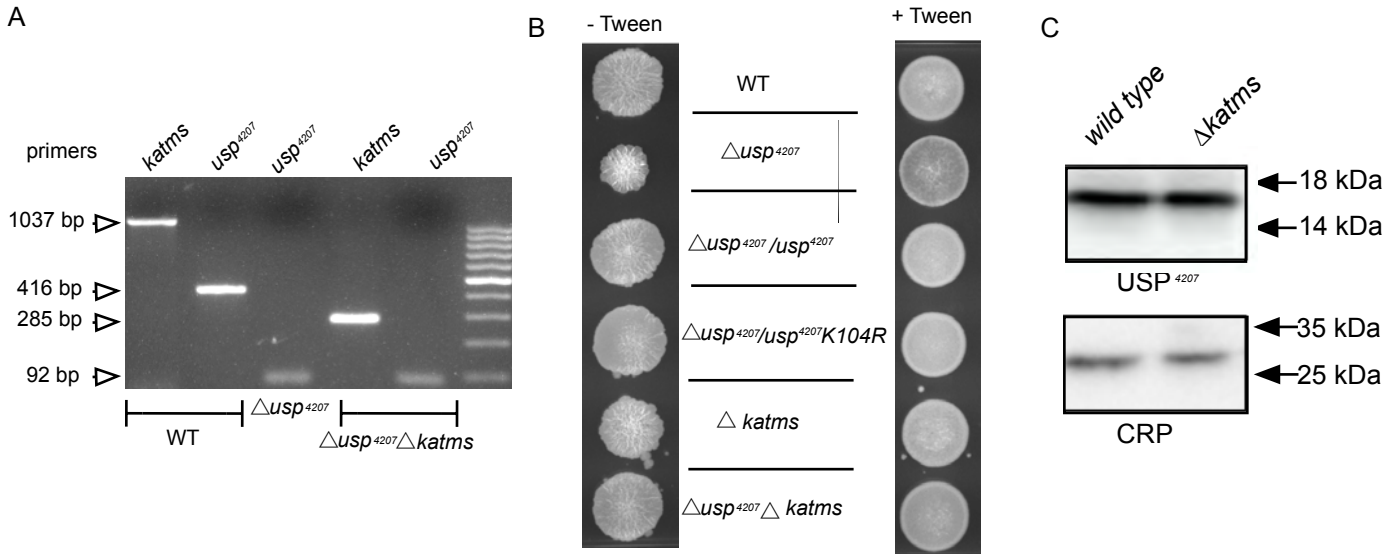 A
primers
katms
usp⁴²⁰⁷
usp⁴²⁰⁷
katms
usp⁴²⁰⁷
1037 bp
416 bp
285 bp
92 bp
WT
△usp⁴²⁰⁷
△usp⁴²⁰⁷△katms
B
- Tween
+ Tween
WT
△usp⁴²⁰⁷
△usp⁴²⁰⁷/usp⁴²⁰⁷
△usp⁴²⁰⁷/usp⁴²⁰⁷K104R
△ katms
△usp⁴²⁰⁷△ katms
C
wild type
Δkatms
18 kDa
14 kDa
USP⁴²⁰⁷
35 kDa
25 kDa
CRP